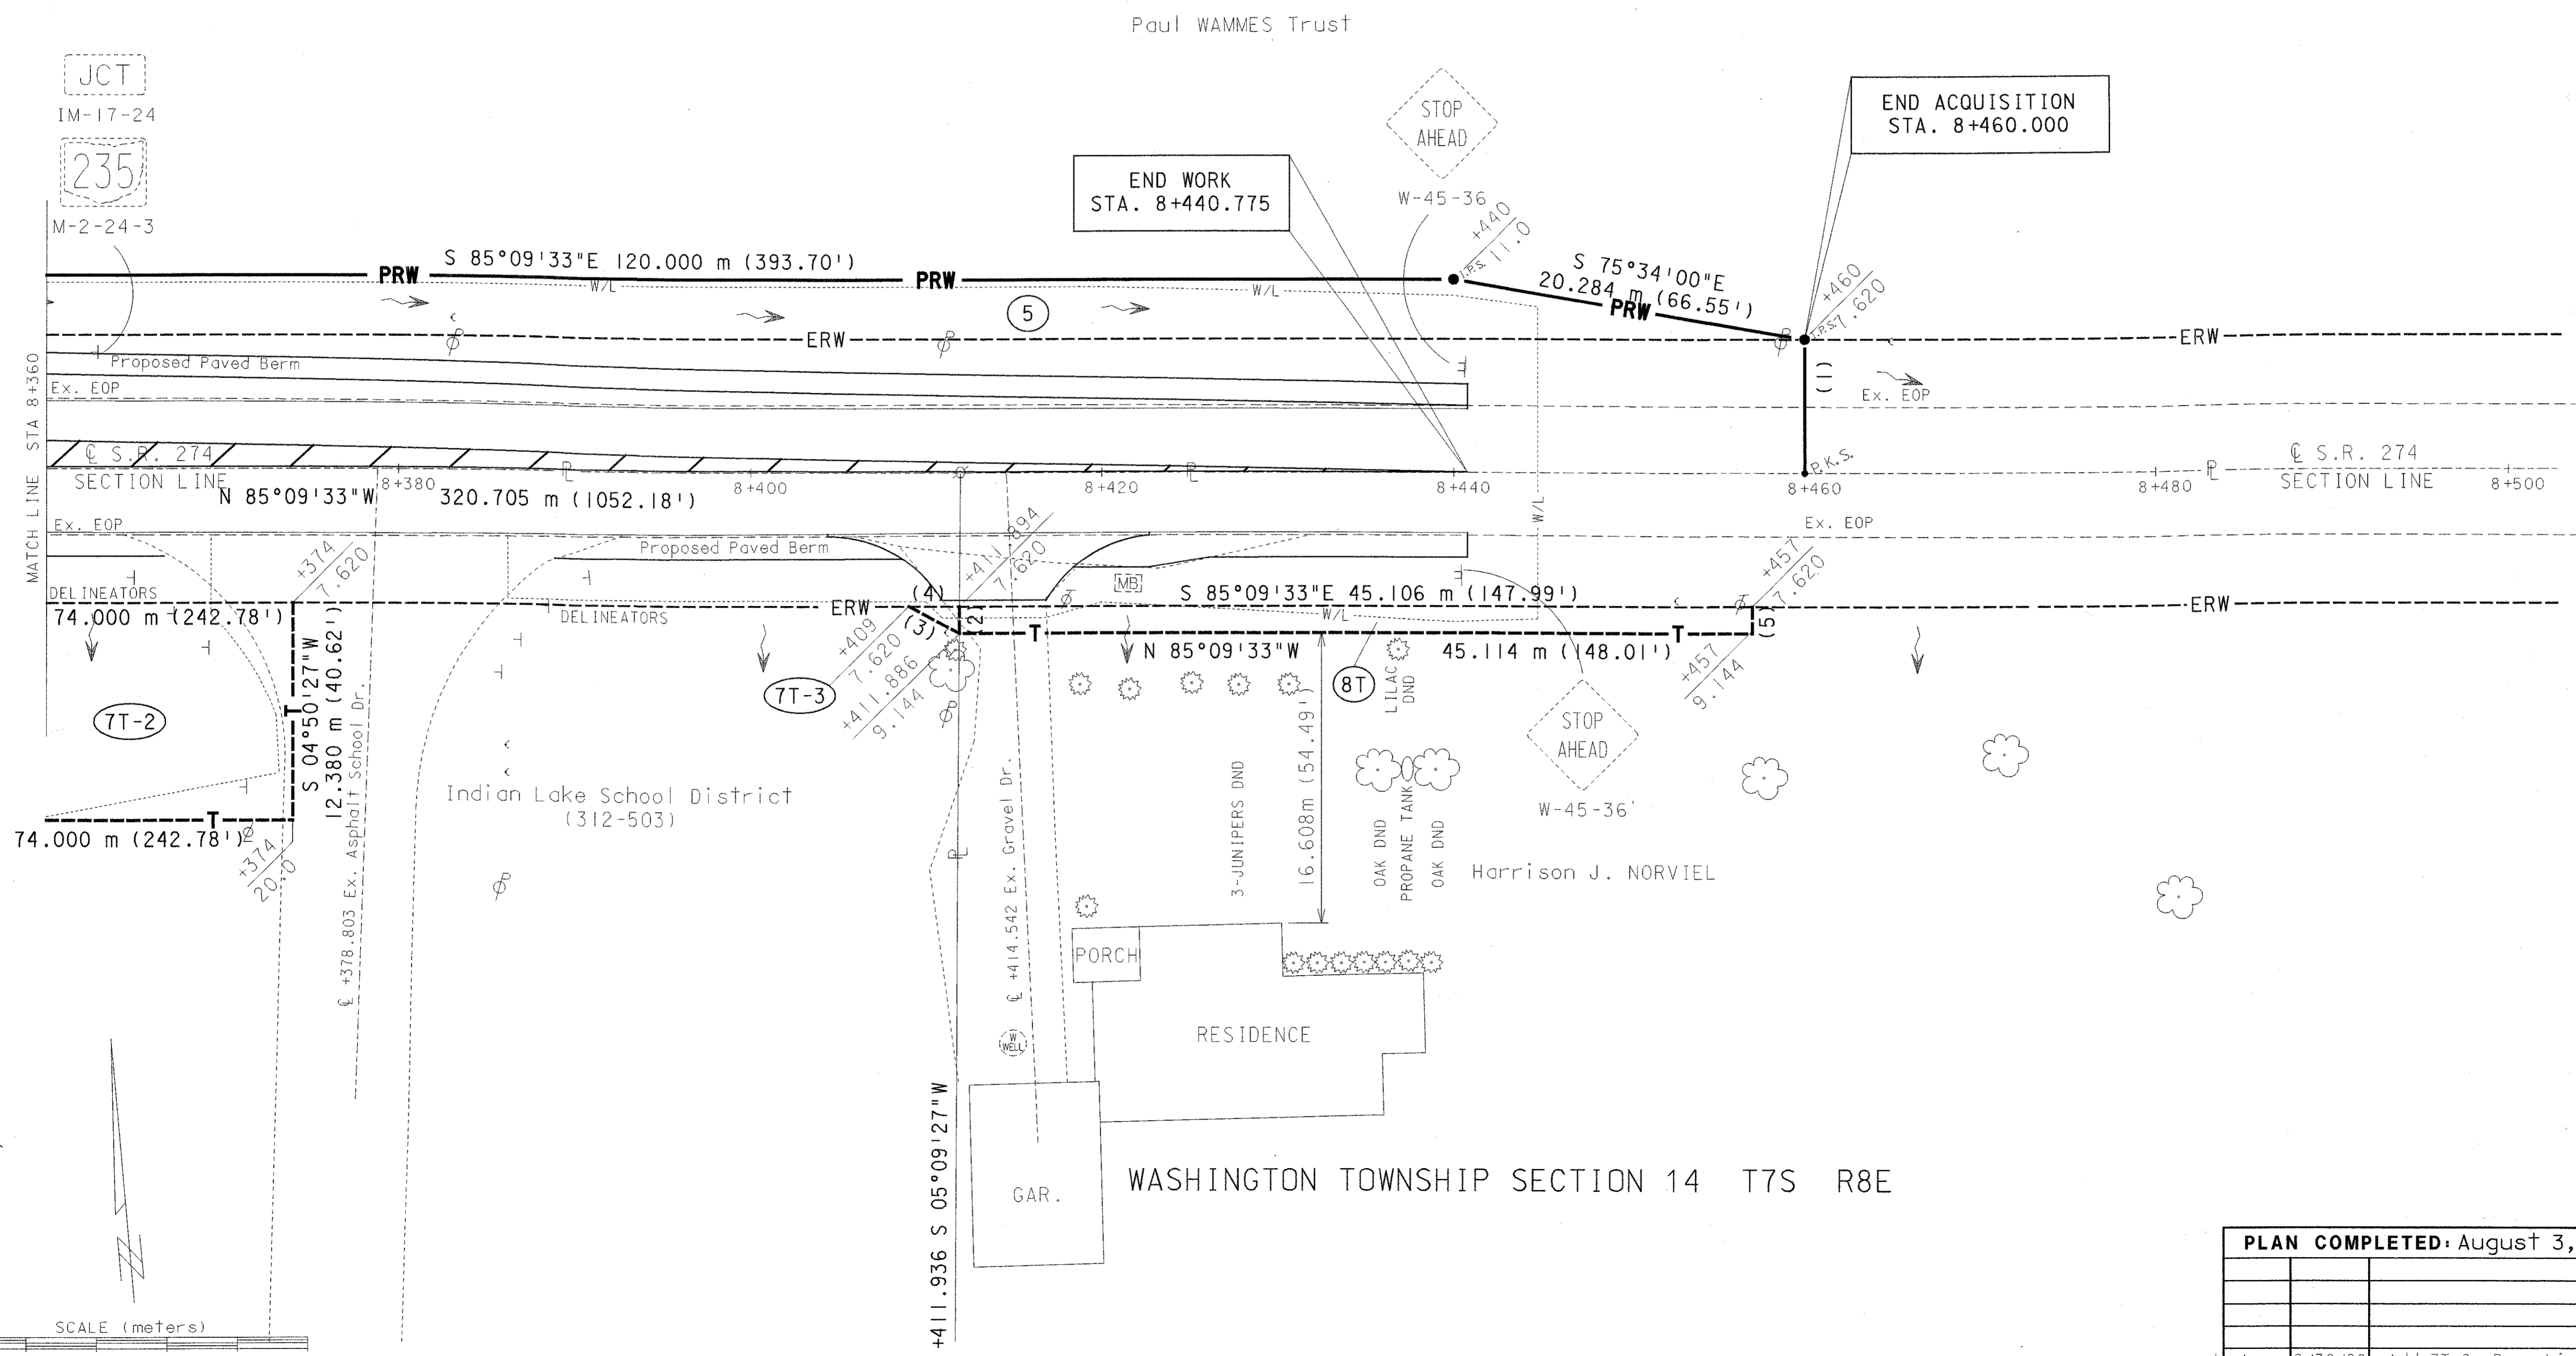 Paul WAMMES Trust
JCT
IM-17-24
235
M-2-24-3
STOP
AHEAD
W-45-36
END ACQUISITION
STA. 8+460.000
END WORK
STA. 8+440.775
S 85°09'33"E 120.000 m (393.70')
PRW
PRW
W/L
W/L
+440
11.0
I.P.S.
S 75°34'00"E
20.284 m (66.55')
PRW
+460
7.620
I.P.S.
5
ERW
ERW
(1)
Proposed Paved Berm
Ex. EOP
Ex. EOP
MATCH LINE STA 8+360
℄ S.R. 274
SECTION LINE
N 85°09'33"W
320.705 m (1052.18')
8+380
8+400
8+420
8+440
8+460
8+480
8+500
P.K.S.
℄ S.R. 274
SECTION LINE
Ex. EOP
Ex. EOP
Proposed Paved Berm
W/L
+374
7.620
+411.894
7.620
MB
+457
7.620
DELINEATORS
DELINEATORS
74.000 m (242.78')
ERW
(4)
(3)
(2)
S 85°09'33"E 45.106 m (147.99')
W/L
ERW
(5)
T
T
N 85°09'33"W
45.114 m (148.01')
+409
7.620
+411.886
9.144
+457
9.144
7T-3
7T-2
8T
LILAC
DND
S 04°50'27"W
12.380 m (40.62')
T
T
74.000 m (242.78')
+374
20.0
℄ +378.803 Ex. Asphalt School Dr.
Indian Lake School District
(312-503)
℄ +414.542 Ex. Gravel Dr.
3-JUNIPERS DND
16.608m (54.49')
OAK DND
PROPANE TANK
OAK DND
STOP
AHEAD
W-45-36
Harrison J. NORVIEL
PORCH
RESIDENCE
W
WELL
GAR.
+411.936 S 05°09'27"W
WASHINGTON TOWNSHIP SECTION 14 T7S R8E
SCALE (meters)
PLAN COMPLETED: August 3,